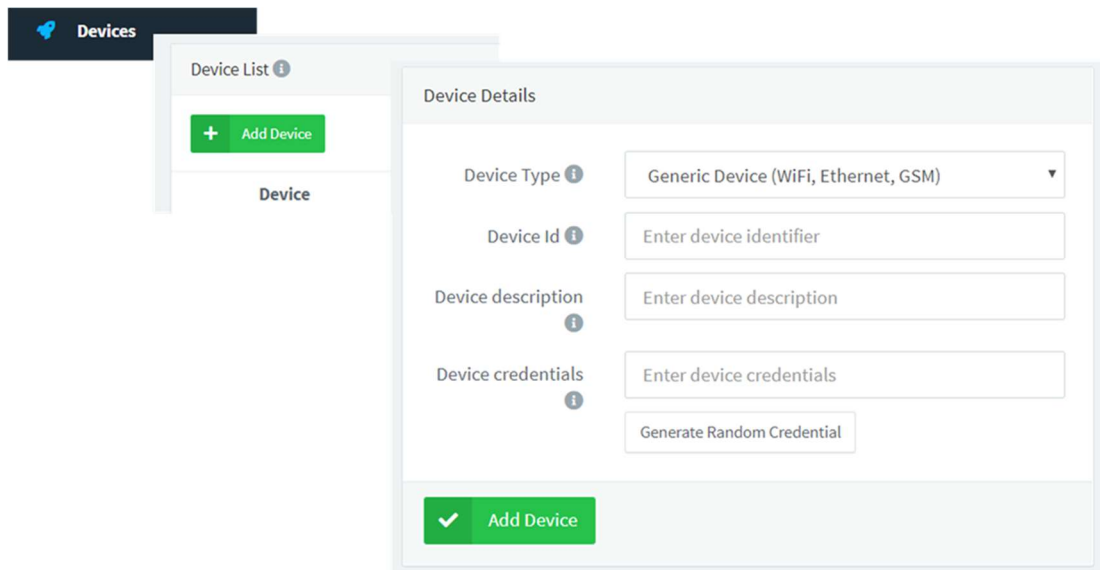 Devices
Device List
Add Device
Device
Device Details
Device Type
Generic Device (WiFi, Ethernet, GSM)
Device Id
Enter device identifier
Device description
Enter device description
Device credentials
Enter device credentials
Generate Random Credential
Add Device